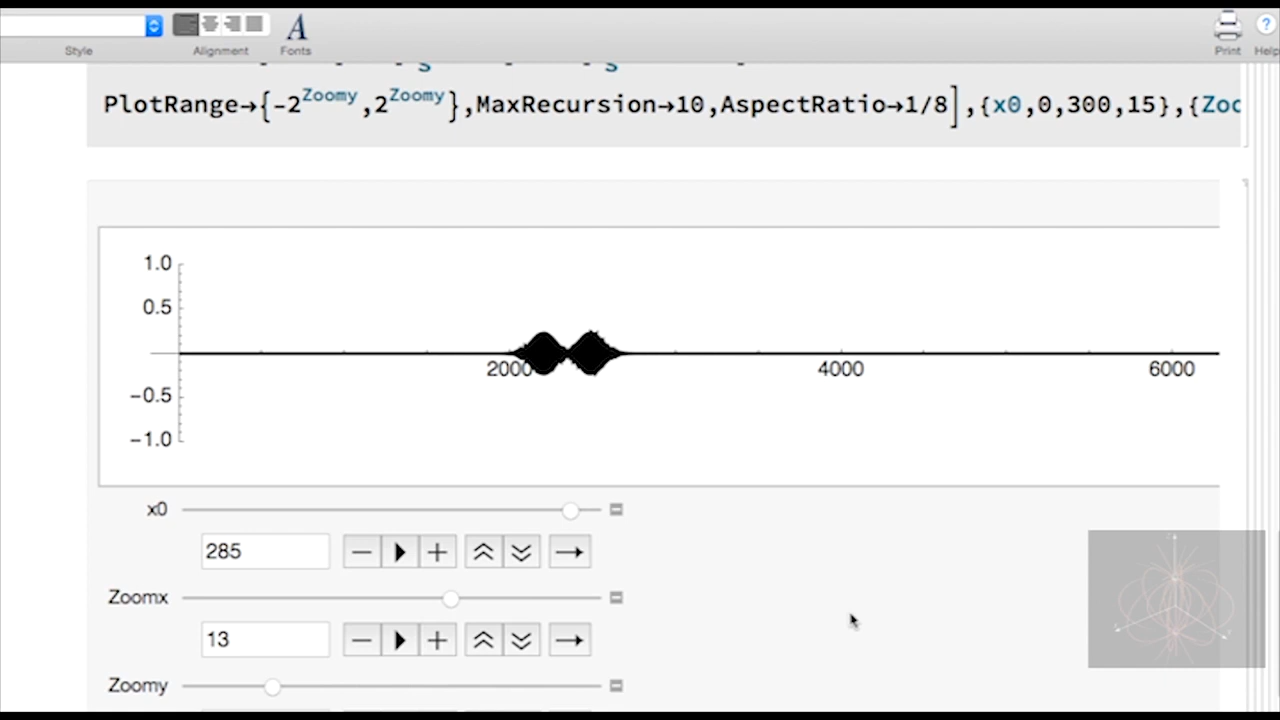 Style Alignment Fonts Print Help
PlotRange→{-2^Zoomy,2^Zoomy},MaxRecursion→10,AspectRatio→1/8],{x0,0,300,15},{Zoo
1.0
0.5
2000 4000 6000
-0.5
-1.0
x0
285
Zoomx
13
Zoomy